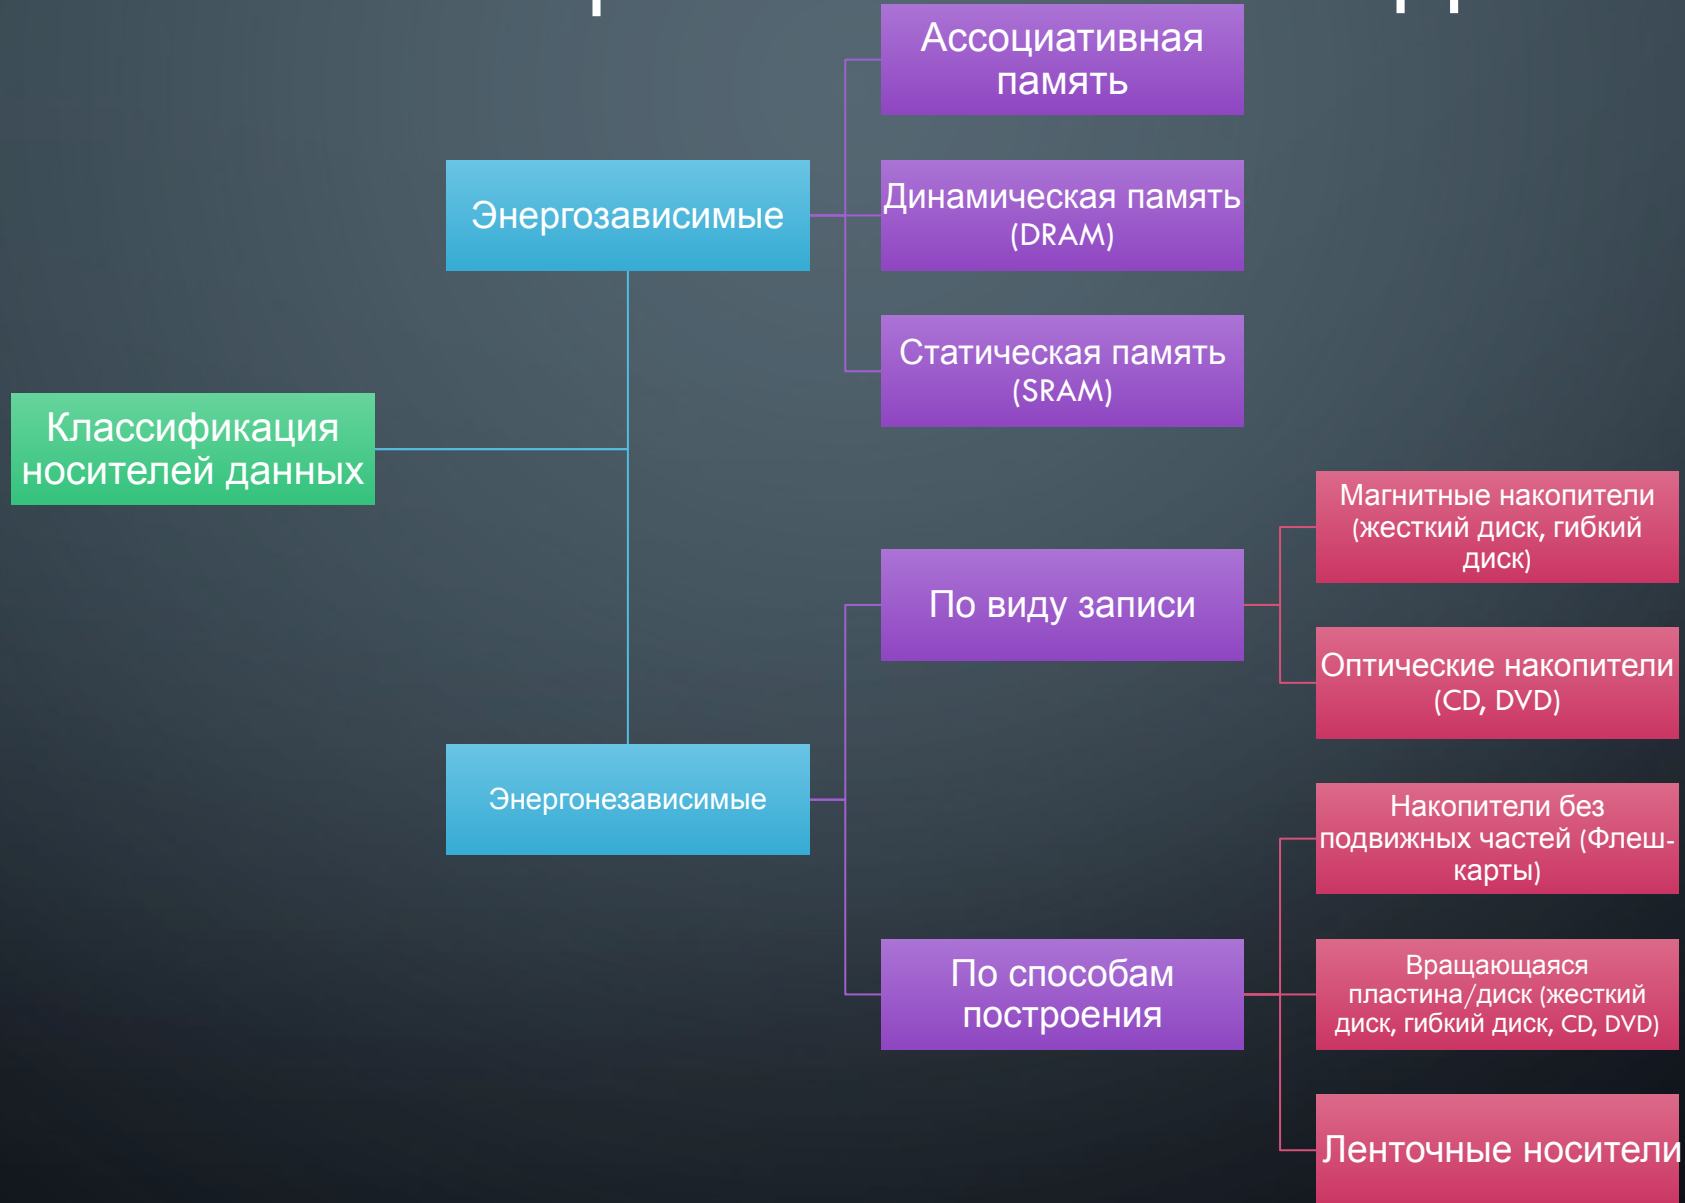 Ассоциативная
память
Энергозависимые
Динамическая память
(DRAM)
Статическая память
(SRAM)
Классификация
носителей данных
Магнитные накопители
(жесткий диск, гибкий
диск)
По виду записи
Оптические накопители
(CD, DVD)
Энергонезависимые
Накопители без
подвижных частей (Флеш-
карты)
По способам
построения
Вращающаяся
пластина/диск (жесткий
диск, гибкий диск, CD, DVD)
Ленточные носители